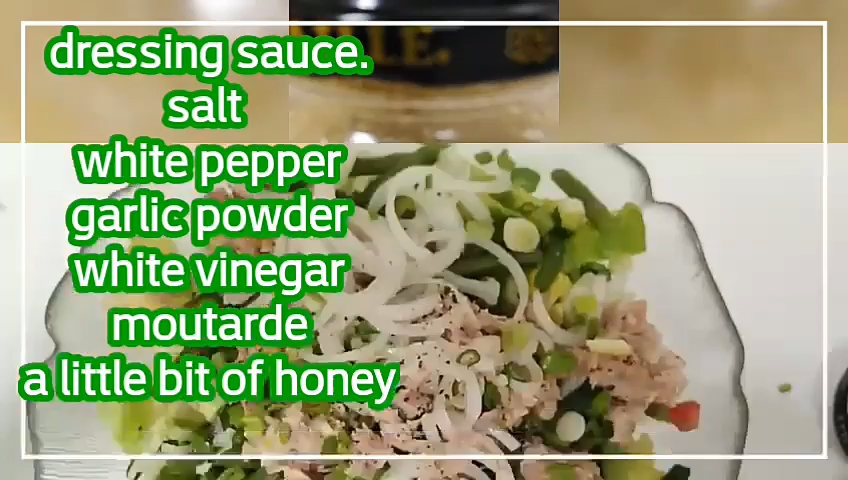 dressing sauce.
salt
white pepper
garlic powder
white vinegar
moutarde
a little bit of honey